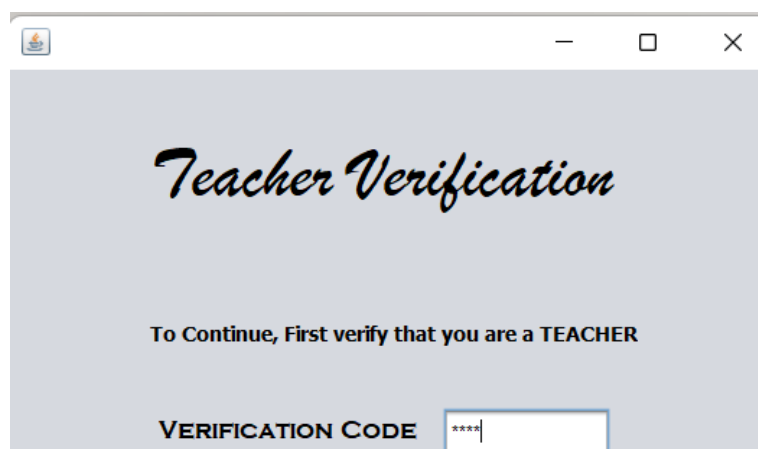 Teacher Verification
To Continue, First verify that you are a TEACHER
VERIFICATION CODE ****